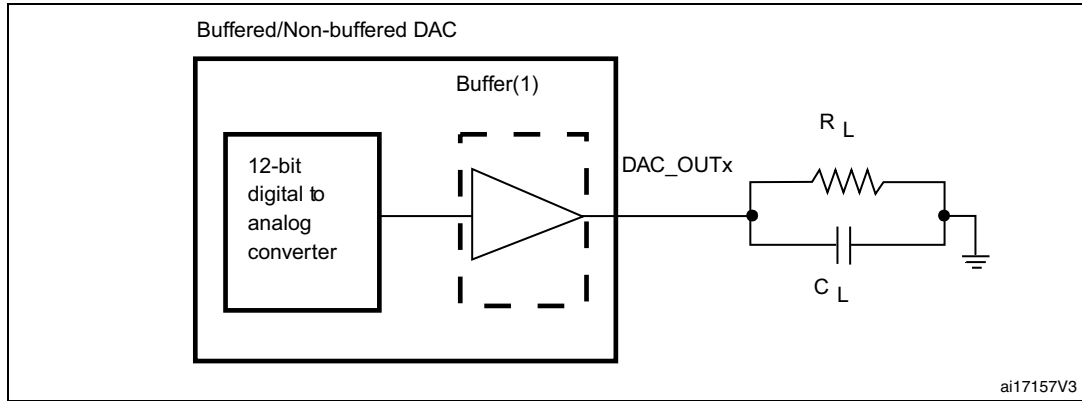 Buffered/Non-buffered DAC
Buffer(1)
12-bit
digital to
analog
converter
DAC_OUTx
R L
C L
ai17157V3